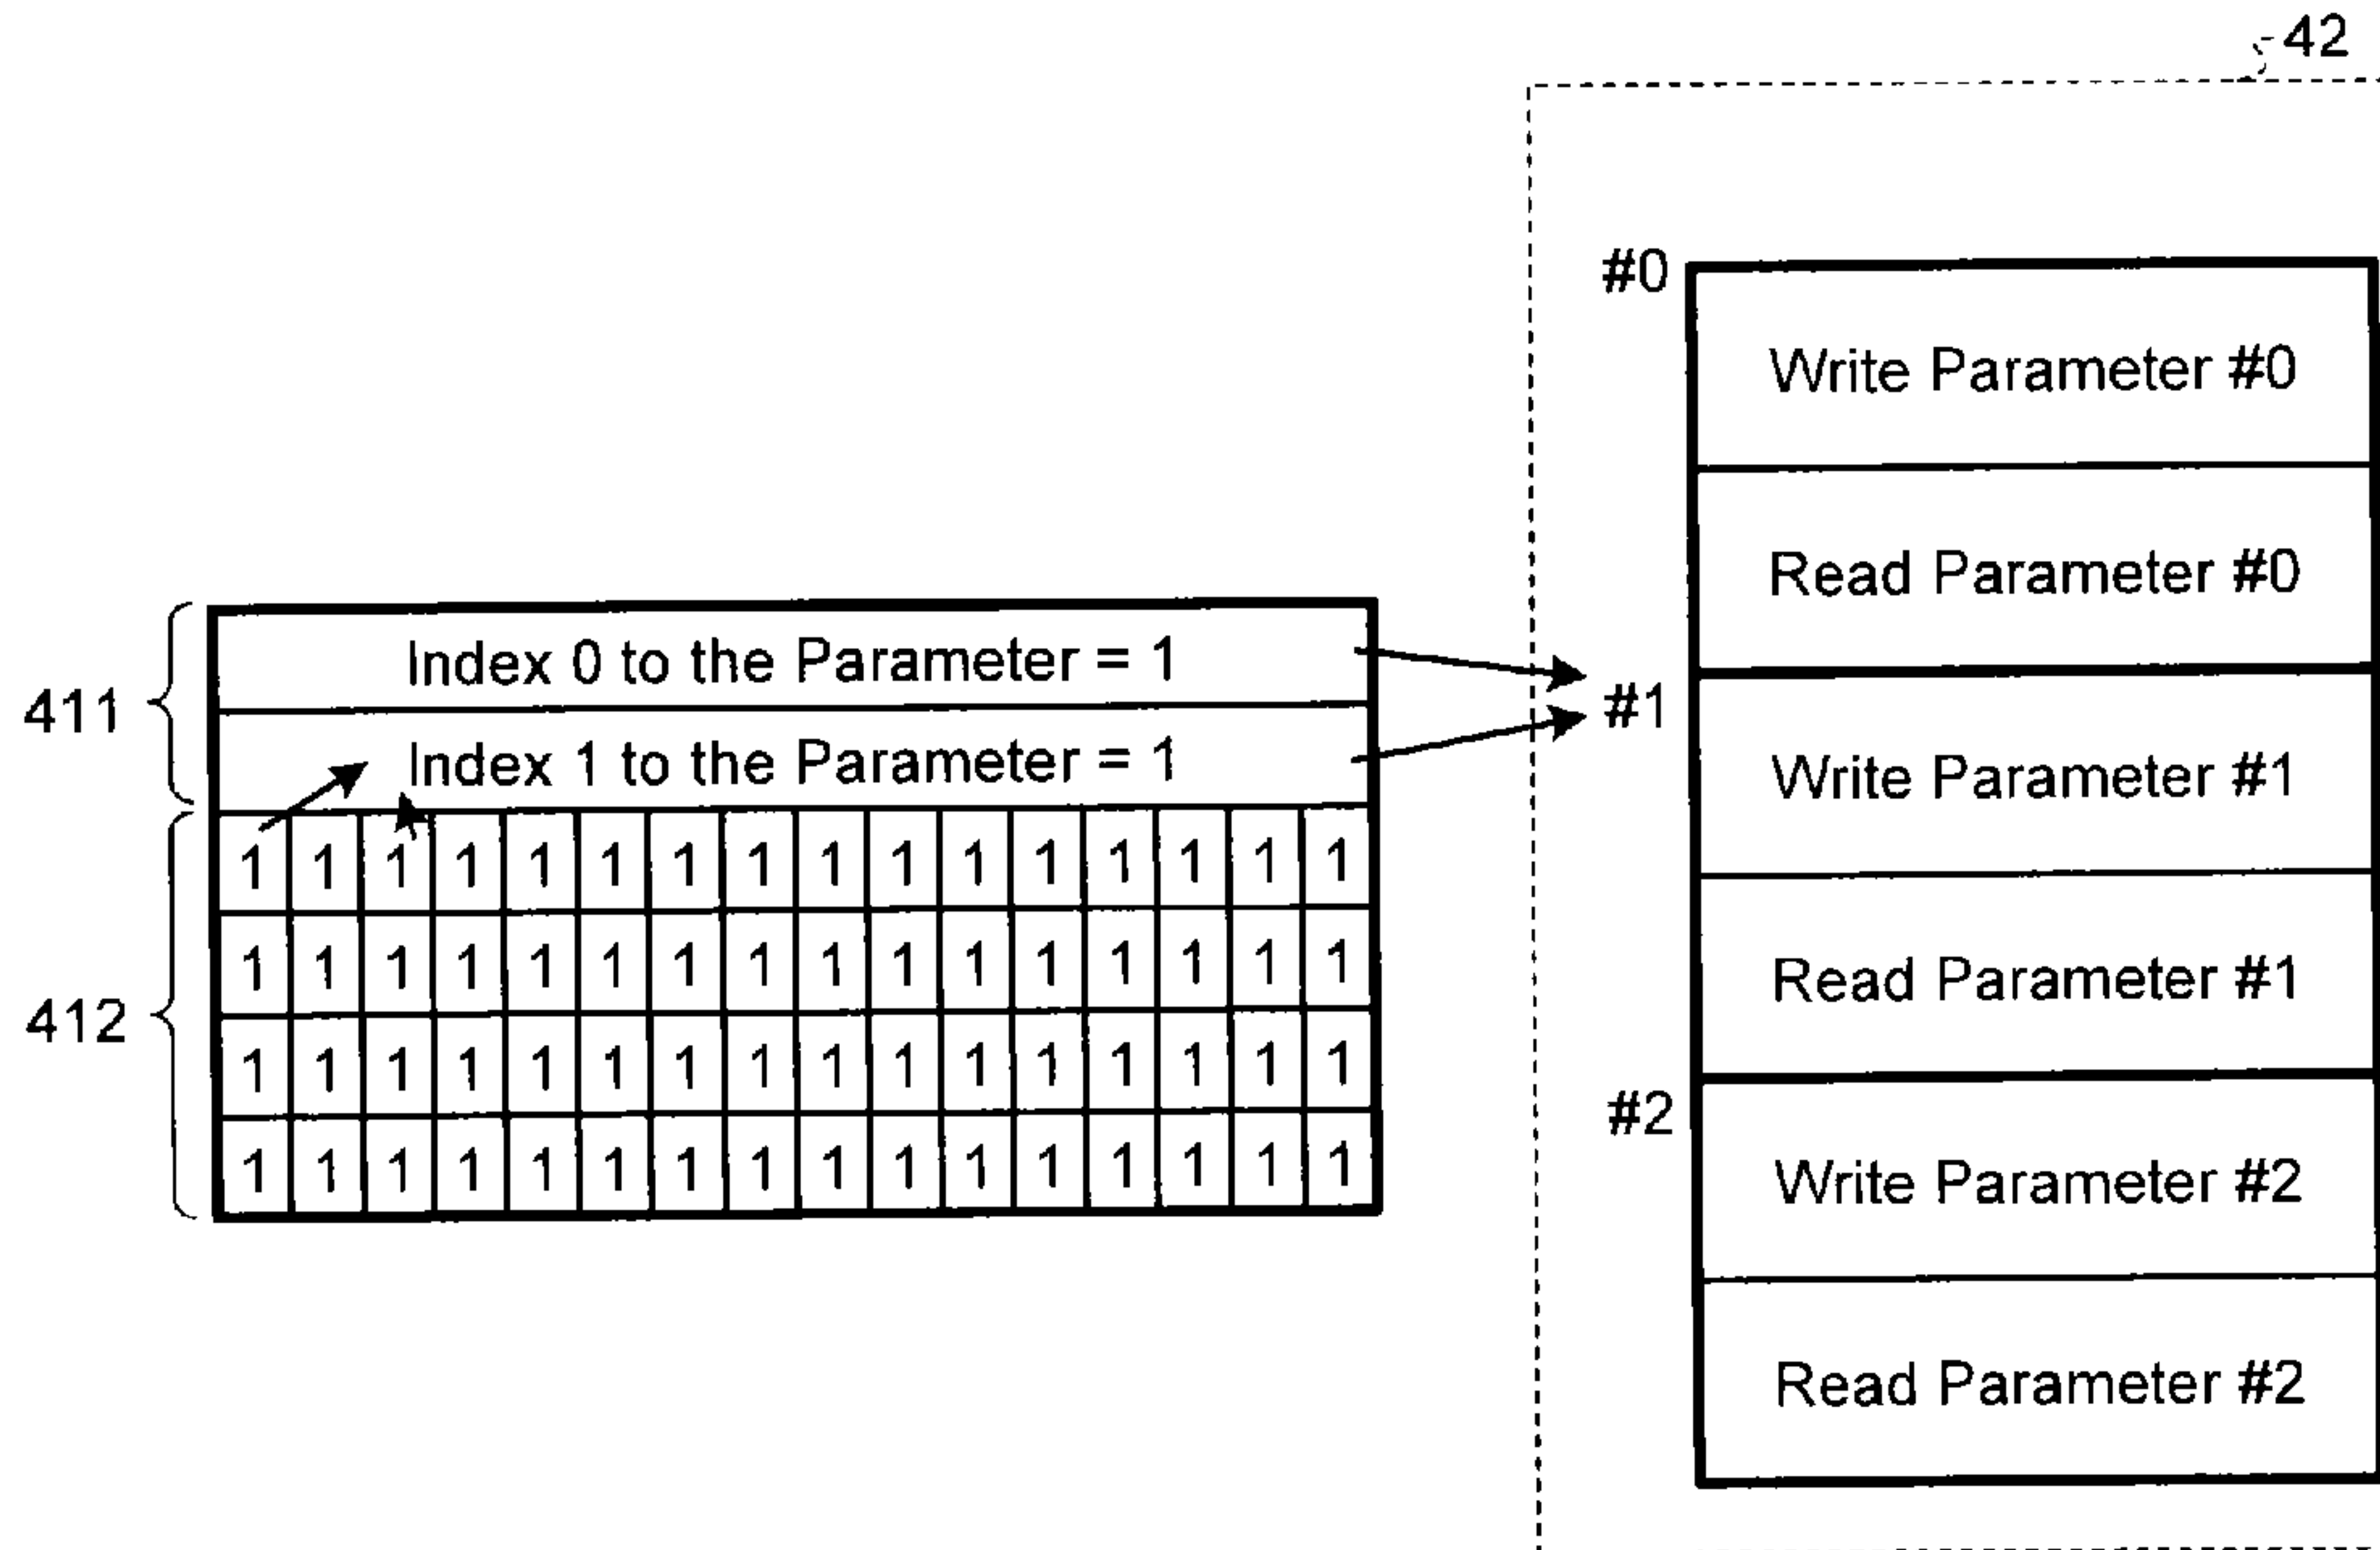 42
#0
Write Parameter #0
Read Parameter #0
411
Index 0 to the Parameter = 1
Index 1 to the Parameter = 1
#1
Write Parameter #1
Read Parameter #1
412
1 1 1 1 1 1 1 1 1 1 1 1 1 1 1 1
1 1 1 1 1 1 1 1 1 1 1 1 1 1 1 1
1 1 1 1 1 1 1 1 1 1 1 1 1 1 1 1
1 1 1 1 1 1 1 1 1 1 1 1 1 1 1 1
#2
Write Parameter #2
Read Parameter #2